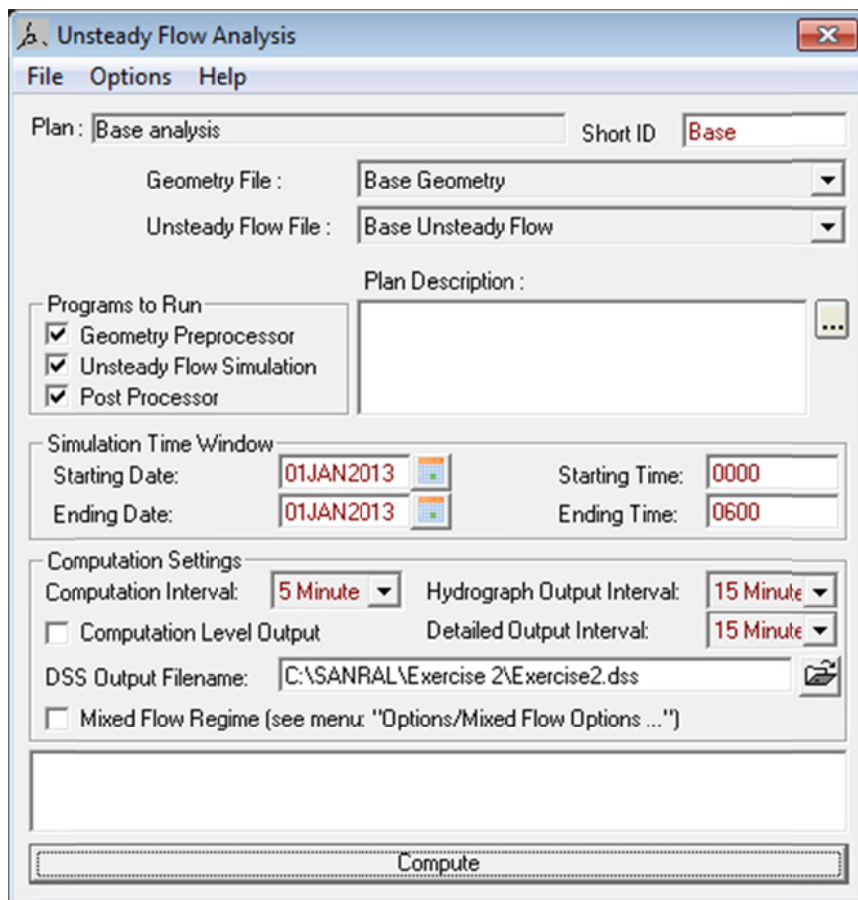 Unsteady Flow Analysis
File Options Help
Plan : Base analysis Short ID Base
Geometry File : Base Geometry
Unsteady Flow File : Base Unsteady Flow
Plan Description :
Programs to Run
Geometry Preprocessor
Unsteady Flow Simulation
Post Processor
...
Simulation Time Window
Starting Date: 01JAN2013 Starting Time: 0000
Ending Date: 01JAN2013 Ending Time: 0600
Computation Settings
Computation Interval: 5 Minute Hydrograph Output Interval: 15 Minute
Computation Level Output Detailed Output Interval: 15 Minute
DSS Output Filename: C:\SANRAL\Exercise 2\Exercise2.dss
Mixed Flow Regime (see menu: "Options/Mixed Flow Options ...")
Compute